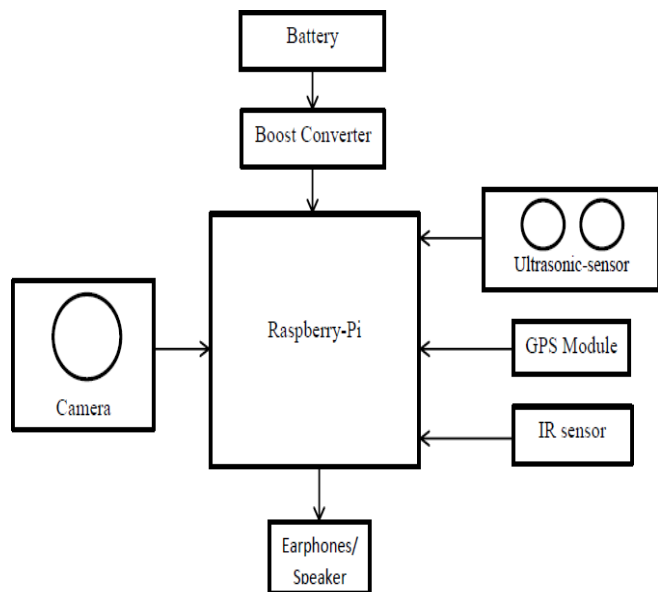 Battery
Boost Converter
Ultrasonic-sensor
Raspberry-Pi
GPS Module
Camera
IR sensor
Earphones/
Speaker